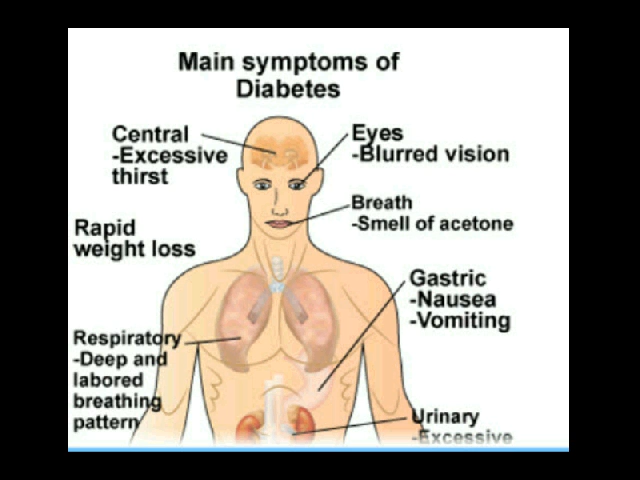 Main symptoms of
Diabetes
Central
-Excessive
thirst
Eyes
-Blurred vision
Breath
-Smell of acetone
Rapid
weight loss
Gastric
-Nausea
-Vomiting
Respiratory
-Deep and
labored
breathing
pattern
Urinary
-Excessive